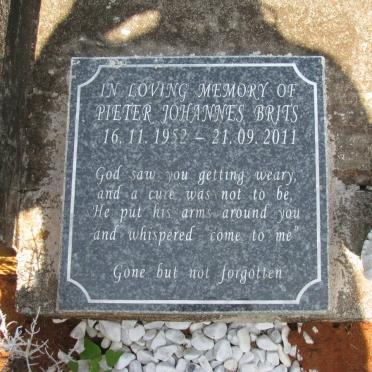 IN LOVING MEMORY OF
PIETER JOHANNES BRITS
16.11.1952 – 21.09.2011
God saw you getting weary,
and a cure was not to be,
He put his arms around you
and whispered "come to me"
Gone but not forgotten